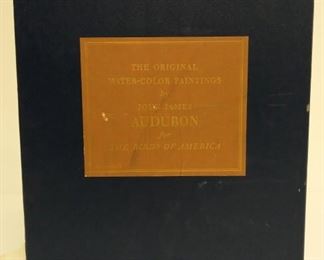 THE ORIGINAL
WATER-COLOR PAINTINGS
by
JOHN JAMES
AUDUBON
for
THE BIRDS OF AMERICA